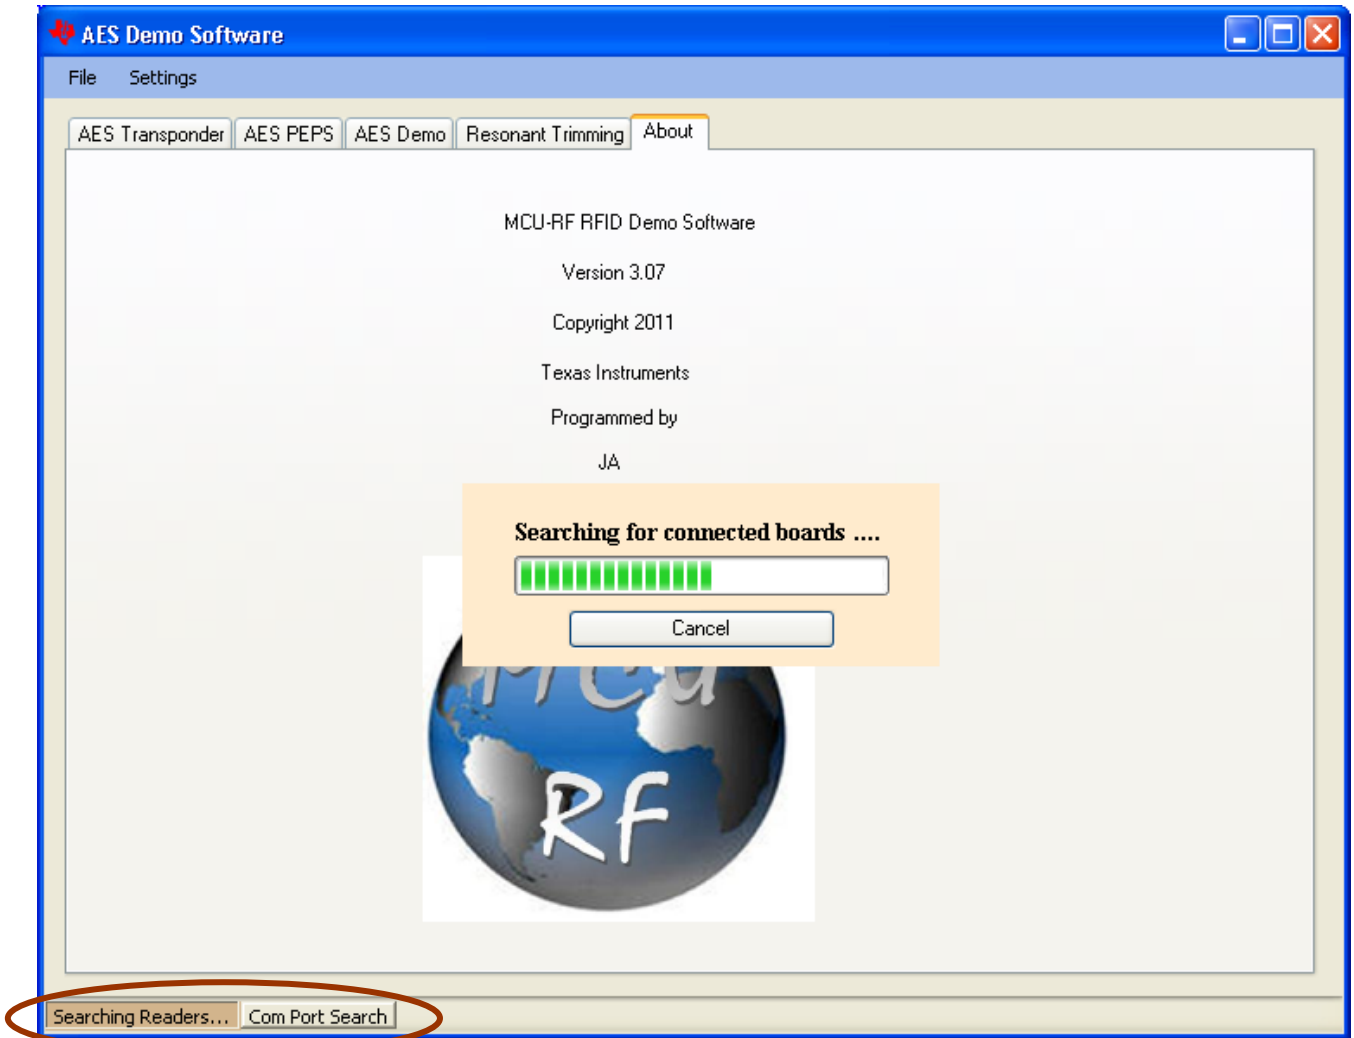 AES Demo Software
File Settings
AES Transponder AES PEPS AES Demo Resonant Trimming About
MCU-RF RFID Demo Software
Version 3.07
Copyright 2011
Texas Instruments
Programmed by
JA
Searching for connected boards ....
Cancel
MCU
RF
Searching Readers... Com Port Search